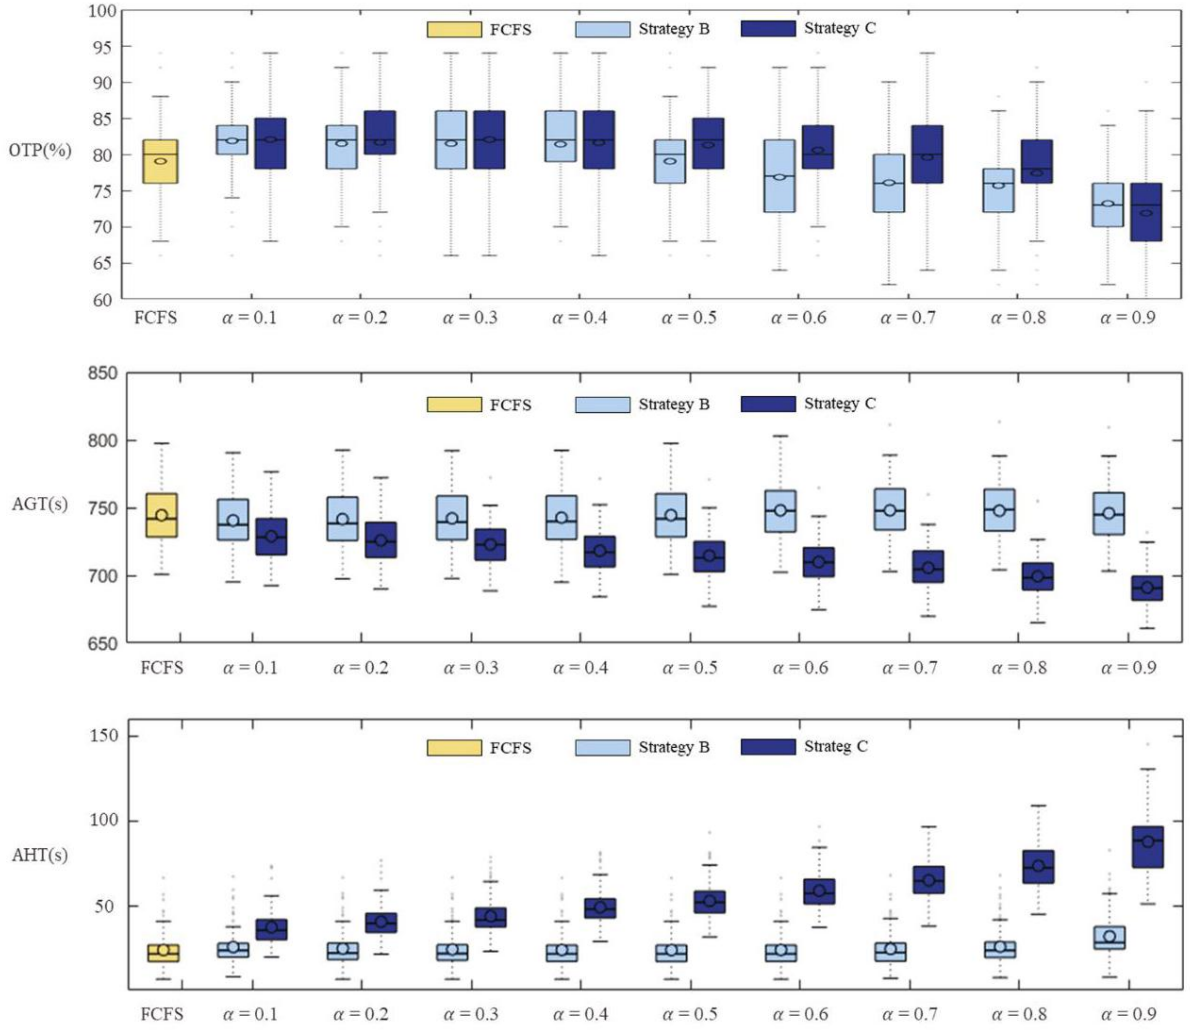 100
FCFS Strategy B Strategy C
95
90
85
OTP(%)
80
75
70
65
60
FCFS α = 0.1 α = 0.2 α = 0.3 α = 0.4 α = 0.5 α = 0.6 α = 0.7 α = 0.8 α = 0.9
850
FCFS Strategy B Strategy C
800
AGT(s)
750
700
650
FCFS α = 0.1 α = 0.2 α = 0.3 α = 0.4 α = 0.5 α = 0.6 α = 0.7 α = 0.8 α = 0.9
150
FCFS Strategy B Strateg C
100
AHT(s)
50
FCFS α = 0.1 α = 0.2 α = 0.3 α = 0.4 α = 0.5 α = 0.6 α = 0.7 α = 0.8 α = 0.9